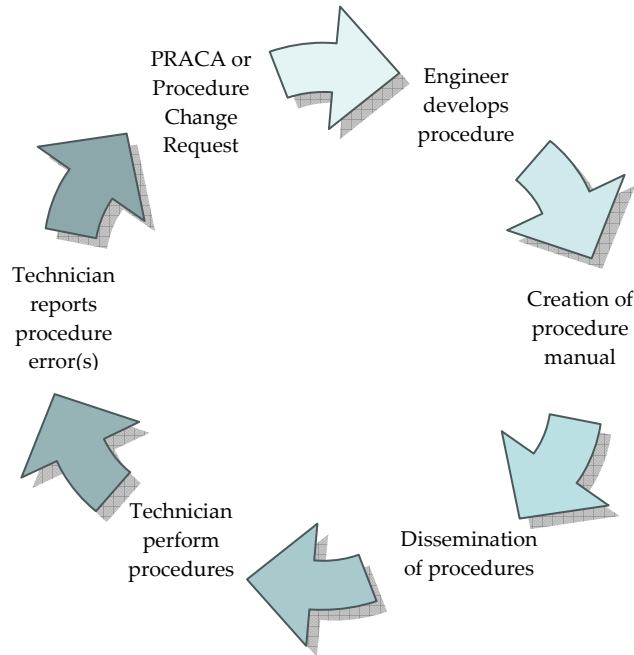 PRACA or
Procedure
Change
Request
Engineer
develops
procedure
Creation of
procedure
manual
Dissemination
of procedures
Technician
perform
procedures
Technician
reports
procedure
error(s)